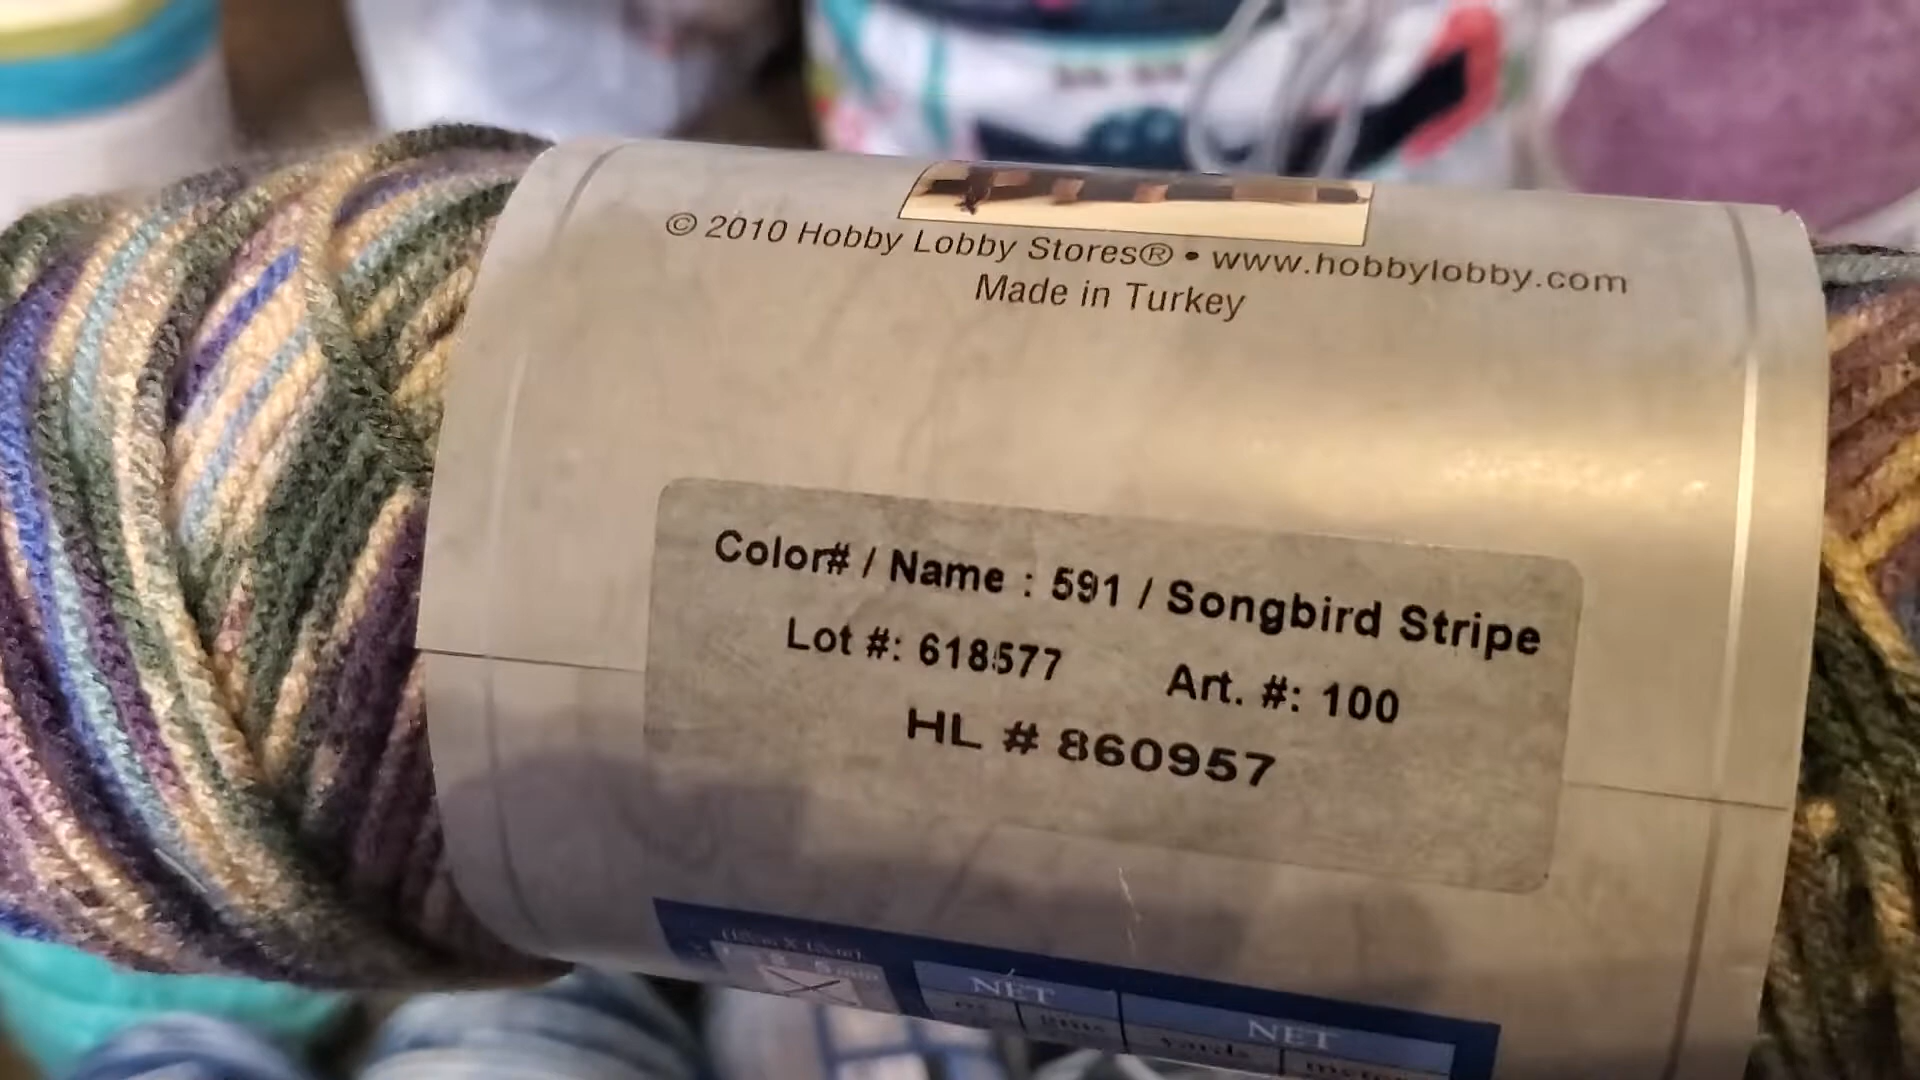 © 2010 Hobby Lobby Stores® • www.hobbylobby.com
Made in Turkey
Color# / Name : 591 / Songbird Stripe
Lot #: 618577 Art. #: 100
HL # 860957
NET NET
yards